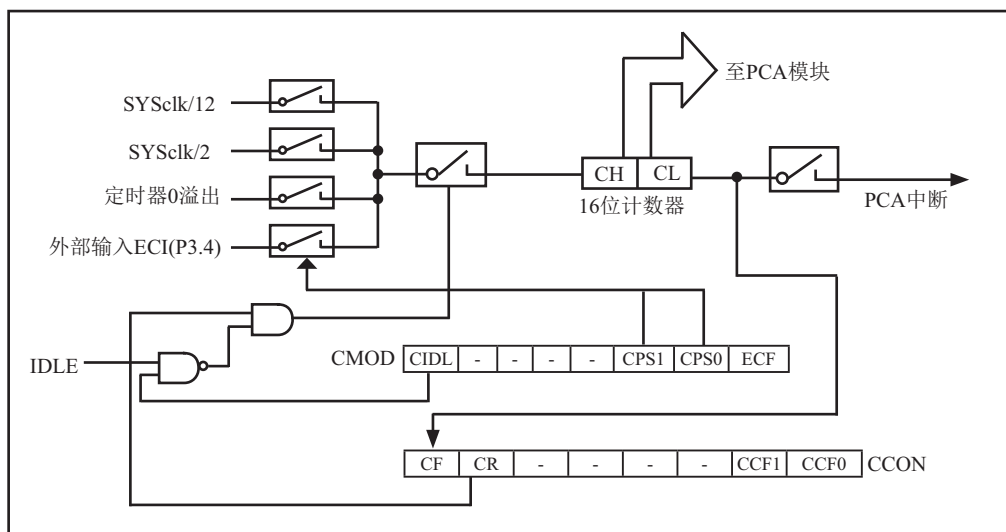 至PCA模块
SYSclk/12
SYSclk/2
定时器0溢出
外部输入ECI(P3.4)
CH CL
16位计数器
PCA中断
IDLE
CMOD CIDL - - - - CPS1 CPS0 ECF
CF CR - - - - CCF1 CCF0 CCON